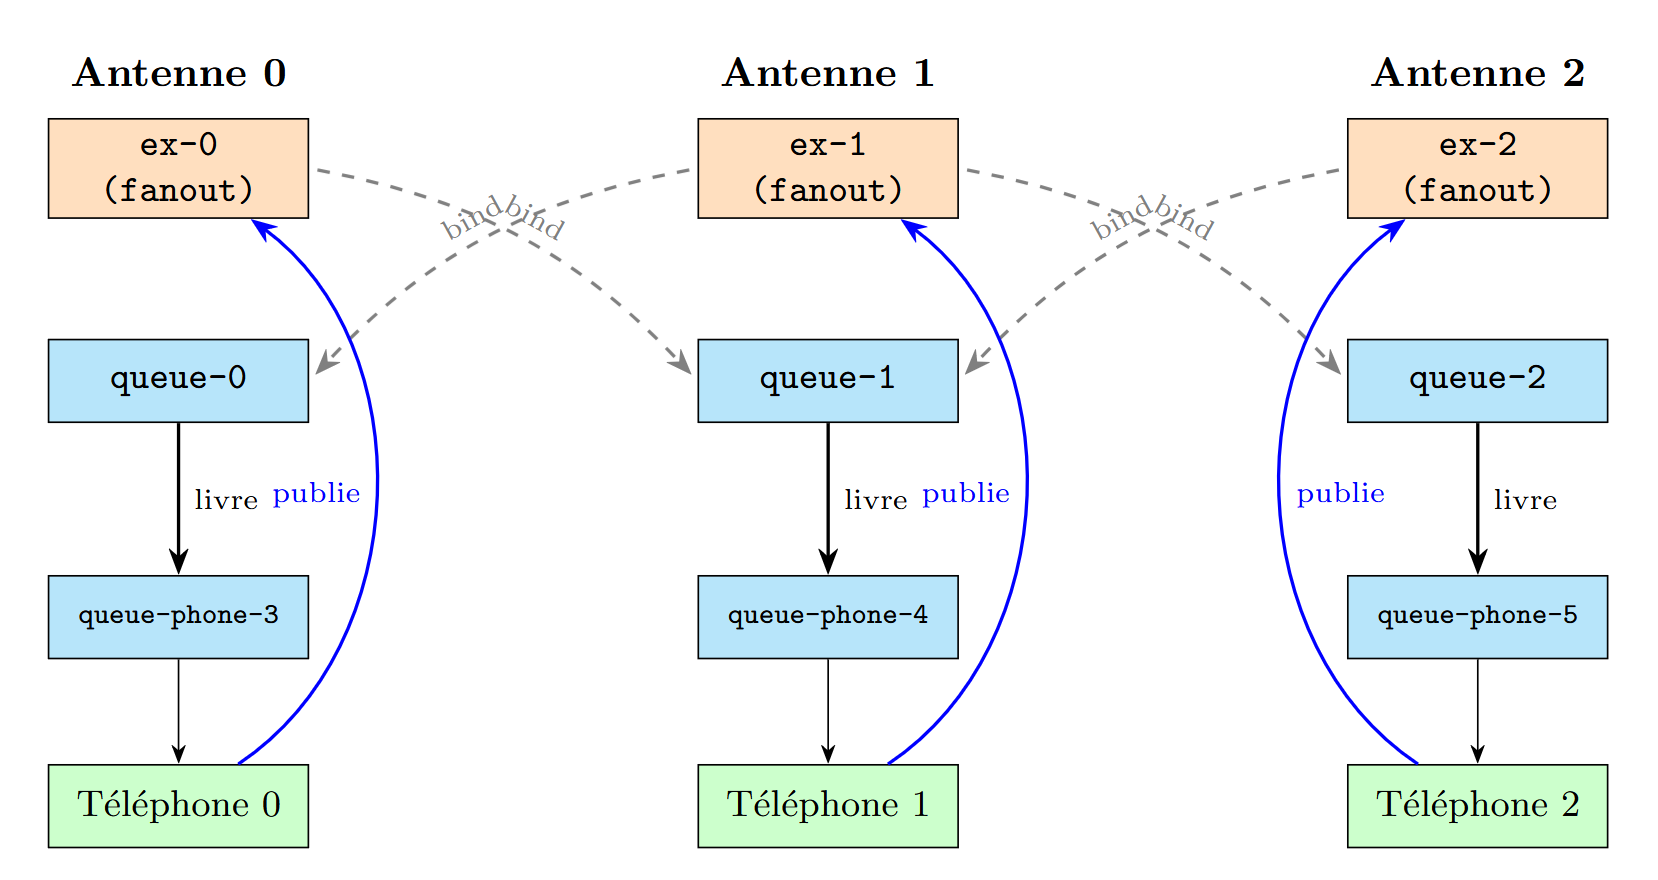 Antenne 0
Antenne 1
Antenne 2
ex-0
(fanout)
ex-1
(fanout)
ex-2
(fanout)
bind
bind
bind
bind
queue-0
queue-1
queue-2
livre
publie
livre
publie
publie
livre
queue-phone-3
queue-phone-4
queue-phone-5
Téléphone 0
Téléphone 1
Téléphone 2